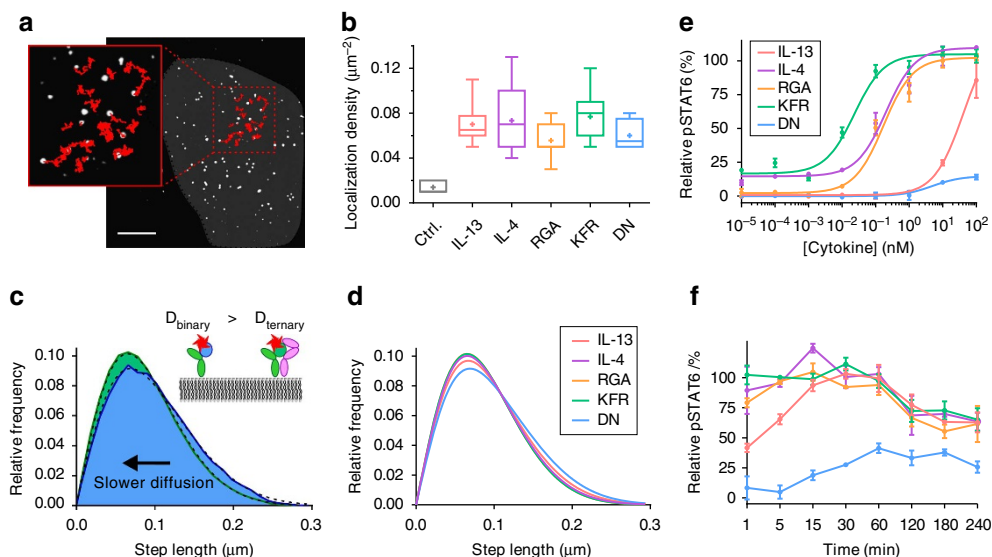 a
b
Localization density (μm⁻²)
0.12
0.08
0.04
0.00
Ctrl.
IL-13
IL-4
RGA
KFR
DN
e
Relative pSTAT6 (%)
100
75
50
25
0
IL-13
IL-4
RGA
KFR
DN
10⁻⁵ 10⁻⁴ 10⁻³ 10⁻² 10⁻¹ 10⁰ 10¹ 10²
[Cytokine] (nM)
c
D binary > D ternary
Relative frequency
0.10
0.08
0.06
0.04
0.02
0.00
Slower diffusion
0.0 0.1 0.2 0.3
Step length (μm)
d
Relative frequency
0.10
0.08
0.06
0.04
0.02
0.00
IL-13
IL-4
RGA
KFR
DN
0.0 0.1 0.2 0.3
Step length (μm)
f
Relative pSTAT6 /%
100
75
50
25
0
1 5 15 30 60 120 180 240
Time (min)